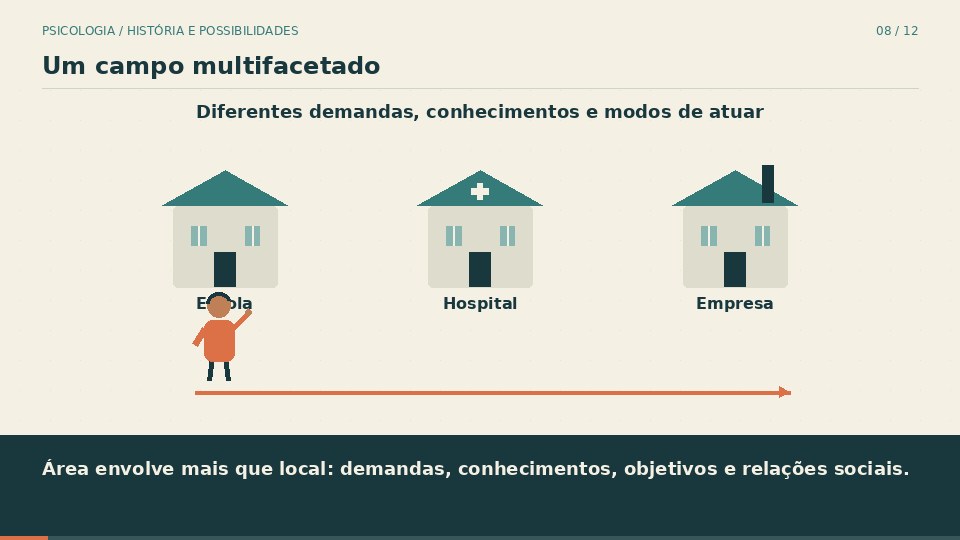 PSICOLOGIA / HISTÓRIA E POSSIBILIDADES
08 / 12
Um campo multifacetado
Diferentes demandas, conhecimentos e modos de atuar
Escola
Hospital
Empresa
Área envolve mais que local: demandas, conhecimentos, objetivos e relações sociais.